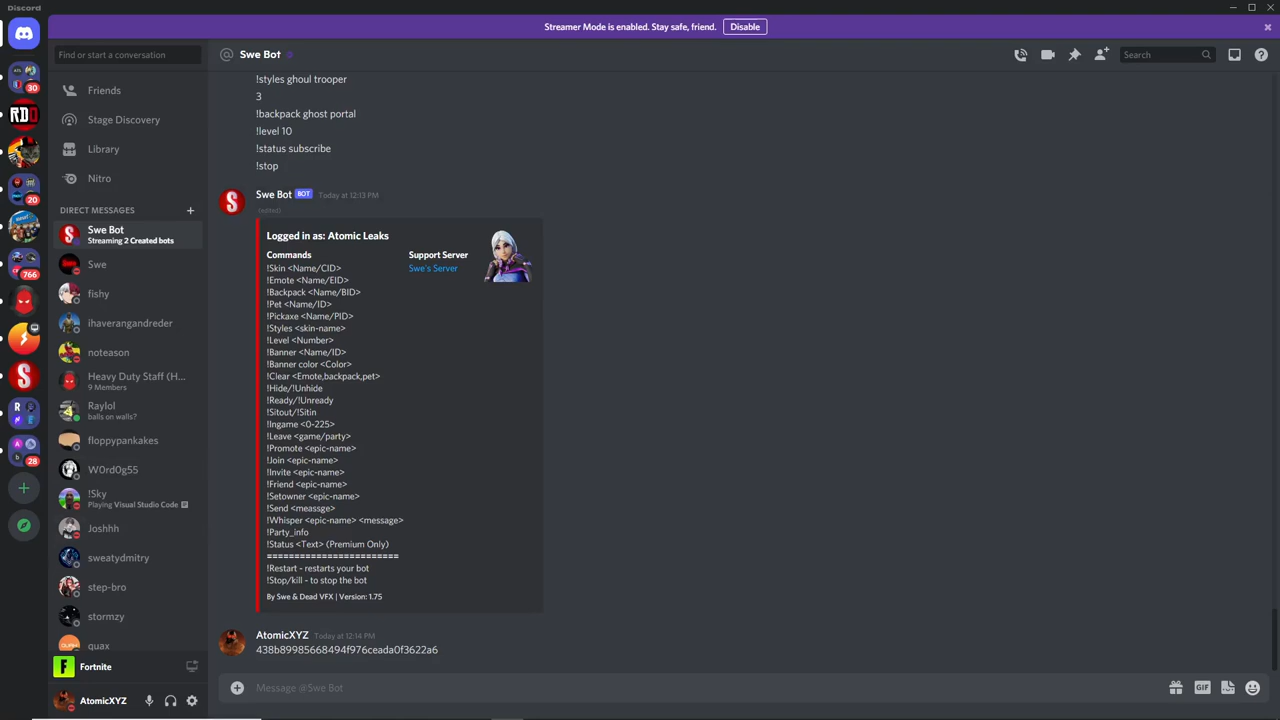 Discord
Streamer Mode is enabled. Stay safe, friend.
Disable
Find or start a conversation
Swe Bot
Search
30
RDD
20
766
S
R
E
A
28
Friends
Stage Discovery
Library
Nitro
DIRECT MESSAGES
Swe Bot
Streaming 2 Created bots
Swe
fishy
ihaverangandreder
noteason
Heavy Duty Staff (H...
9 Members
Raylol
balls on walls?
floppypankakes
W0rd0g55
!Sky
Playing Visual Studio Code
Joshhh
sweatydmitry
step-bro
stormzy
quax
F
Fortnite
AtomicXYZ
!styles ghoul trooper
3
!backpack ghost portal
!level 10
!status subscribe
!stop
S
Swe Bot BOT Today at 12:13 PM
(edited)
Logged in as: Atomic Leaks
Commands
!Skin <Name/CID>
!Emote <Name/EID>
!Backpack <Name/BID>
!Pet <Name/ID>
!Pickaxe <Name/PID>
!Styles <skin-name>
!Level <Number>
!Banner <Name/ID>
!Banner color <Color>
!Clear <Emote,backpack,pet>
!Hide/!Unhide
!Ready/!Unready
!Sitout/!Sitin
!Ingame <0-225>
!Leave <game/party>
!Promote <epic-name>
!Join <epic-name>
!Invite <epic-name>
!Friend <epic-name>
!Setowner <epic-name>
!Send <meassge>
!Whisper <epic-name> <message>
!Party_info
!Status <Text> (Premium Only)
========================
!Restart - restarts your bot
!Stop/kill - to stop the bot
Support Server
Swe's Server
By Swe & Dead VFX | Version: 1.75
AtomicXYZ Today at 12:14 PM
438b89985668494f976ceada0f3622a6
Message @Swe Bot
GIF